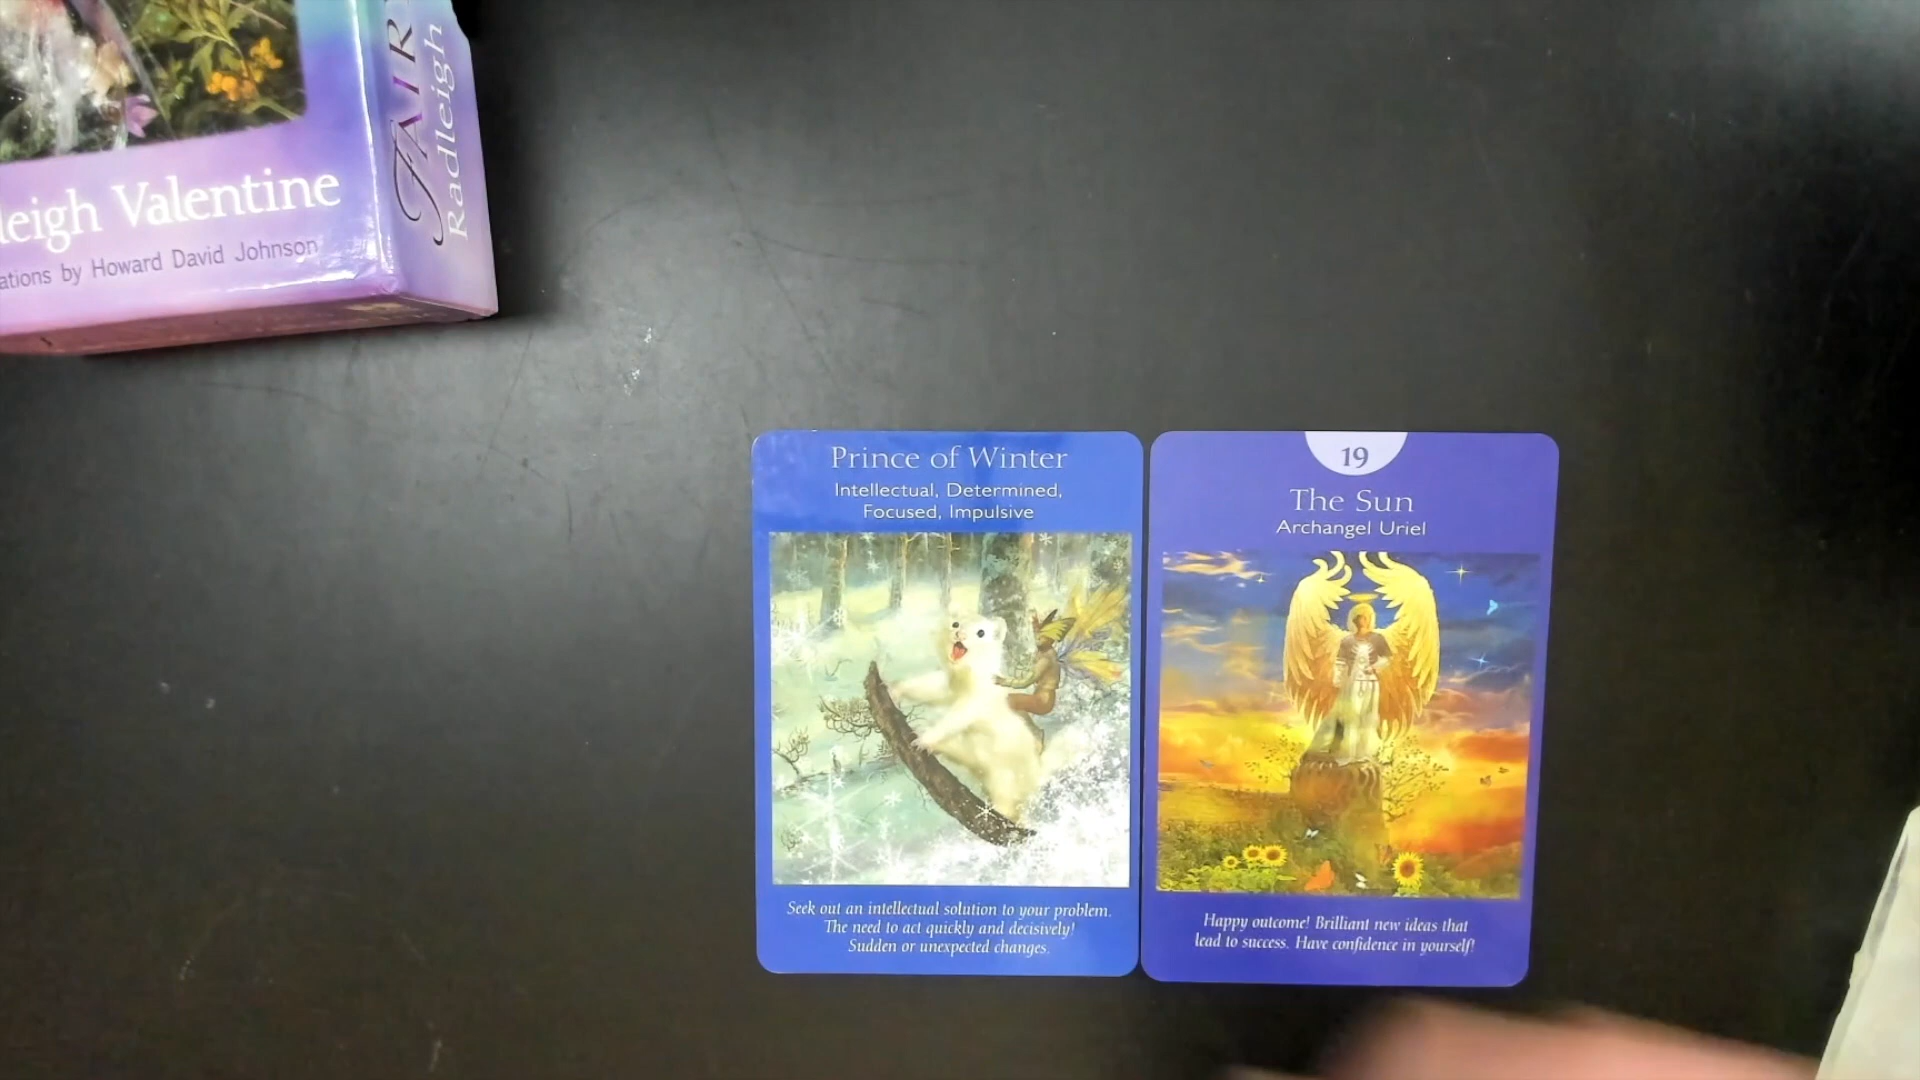 leigh Valentine
ations by Howard David Johnson
FAIR
Radleigh
Prince of Winter
Intellectual, Determined,
Focused, Impulsive
Seek out an intellectual solution to your problem.
The need to act quickly and decisively!
Sudden or unexpected changes.
19
The Sun
Archangel Uriel
Happy outcome! Brilliant new ideas that
lead to success. Have confidence in yourself!